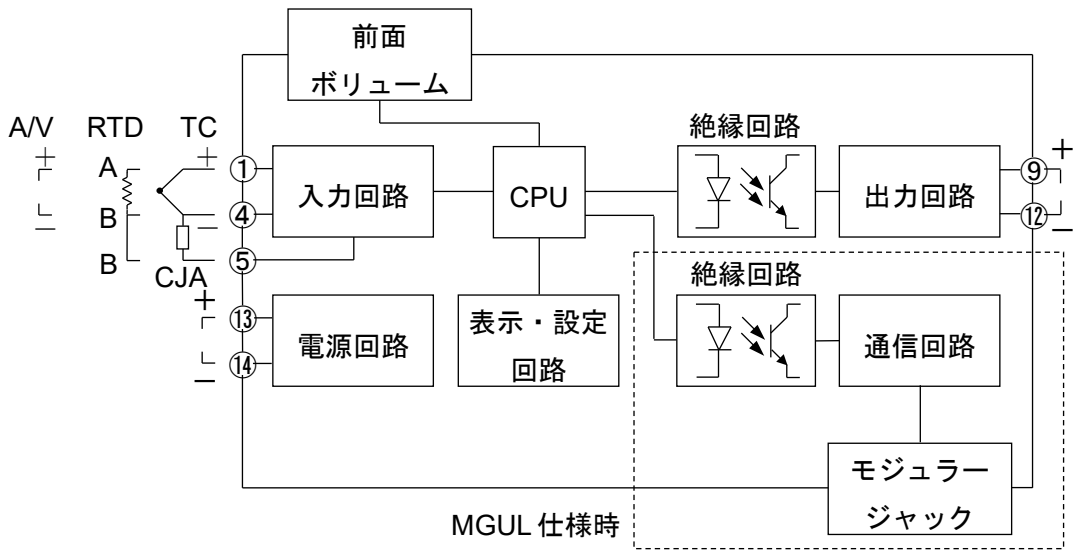 前面
ボリューム
A/V RTD TC
絶縁回路
+ + +
A ① 入力回路 CPU 出力回路 ⑨
B ④ − ⑫ −
−
B ⑤
CJA
絶縁回路
+ ⑬ 電源回路 表示・設定 通信回路
− ⑭ 回路
モジュラー
ジャック
MGUL 仕様時